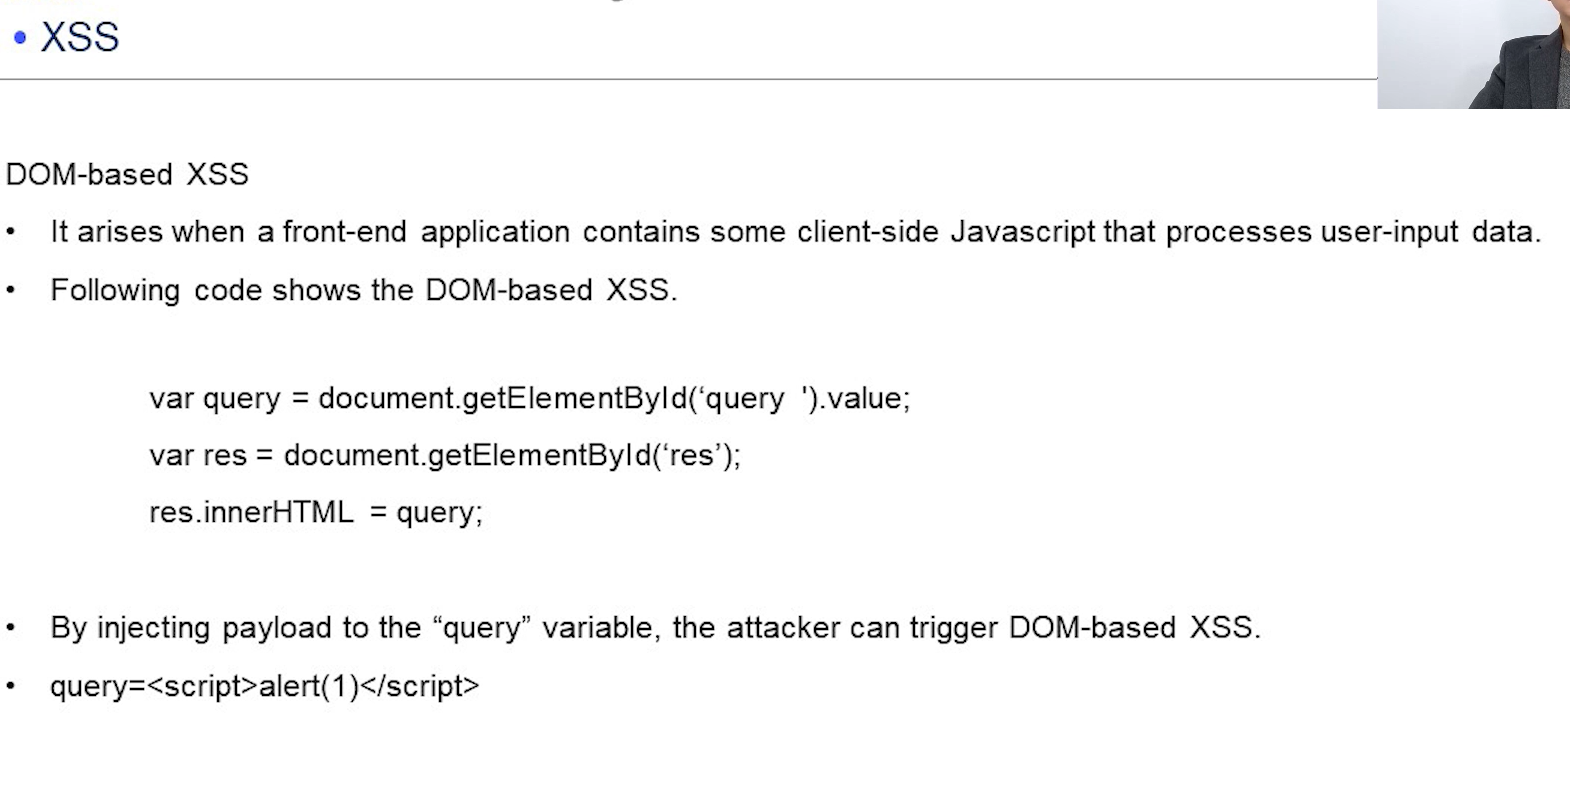 • XSS
DOM-based XSS
• It arises when a front-end application contains some client-side Javascript that processes user-input data.
• Following code shows the DOM-based XSS.
var query = document.getElementById(‘query ').value;
var res = document.getElementById(‘res’);
res.innerHTML = query;
• By injecting payload to the “query” variable, the attacker can trigger DOM-based XSS.
• query=<script>alert(1)</script>